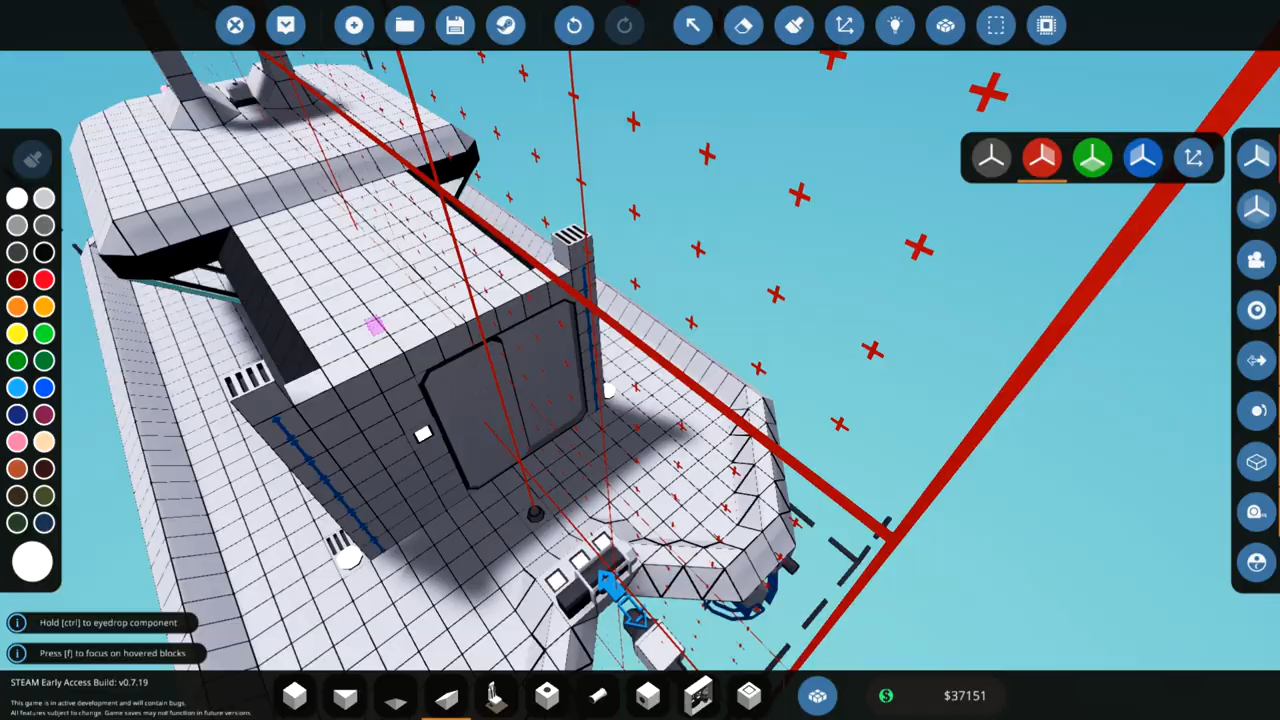 Hold [ctrl] to eyedrop component
Press [f] to focus on hovered blocks
STEAM Early Access Build: v0.7.19
This game is in active development and will contain bugs.
All features subject to change. Game saves may not function in future versions.
$37151